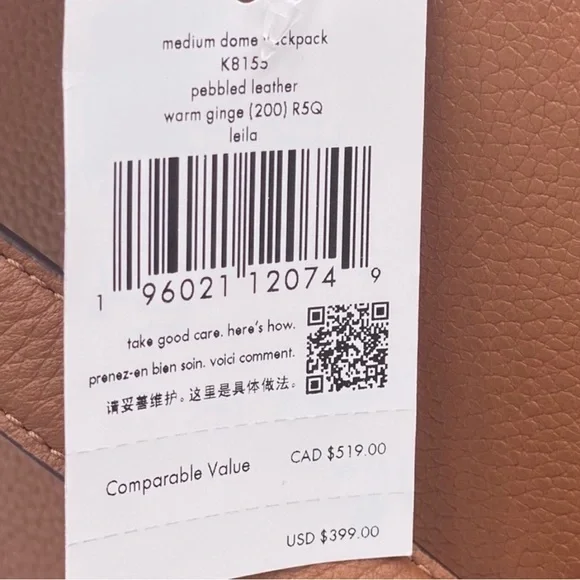 medium dome
K8155
pebbled leather
warm ginge (200) R5Q
leila
1 96021 12074 9
take good care. here's how.
prenez-en bien soin. voici comment.
请妥善维护。这里是具体做法。
Comparable Value CAD $519.00
USD $399.00